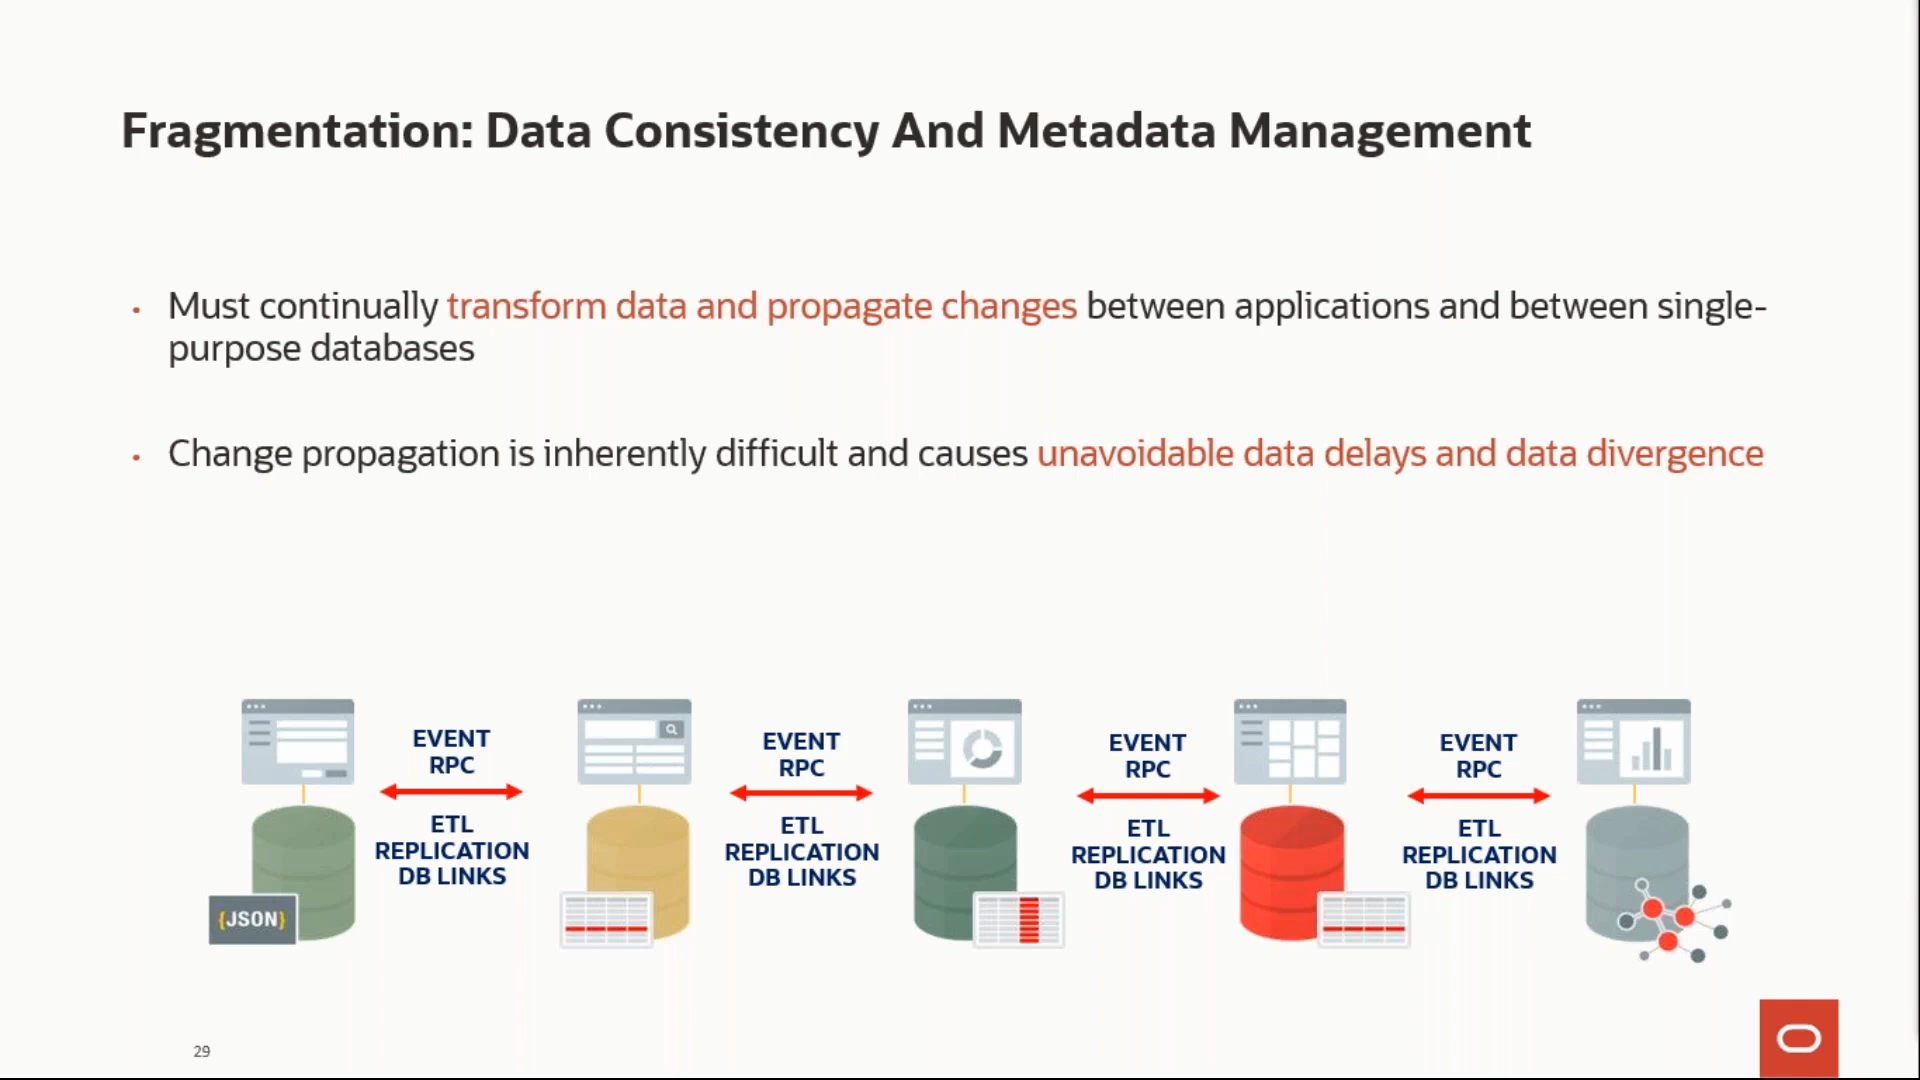 Fragmentation: Data Consistency And Metadata Management
• Must continually transform data and propagate changes between applications and between single-
purpose databases
• Change propagation is inherently difficult and causes unavoidable data delays and data divergence
EVENT
RPC
ETL
REPLICATION
DB LINKS
EVENT
RPC
ETL
REPLICATION
DB LINKS
EVENT
RPC
ETL
REPLICATION
DB LINKS
EVENT
RPC
ETL
REPLICATION
DB LINKS
{JSON}
29